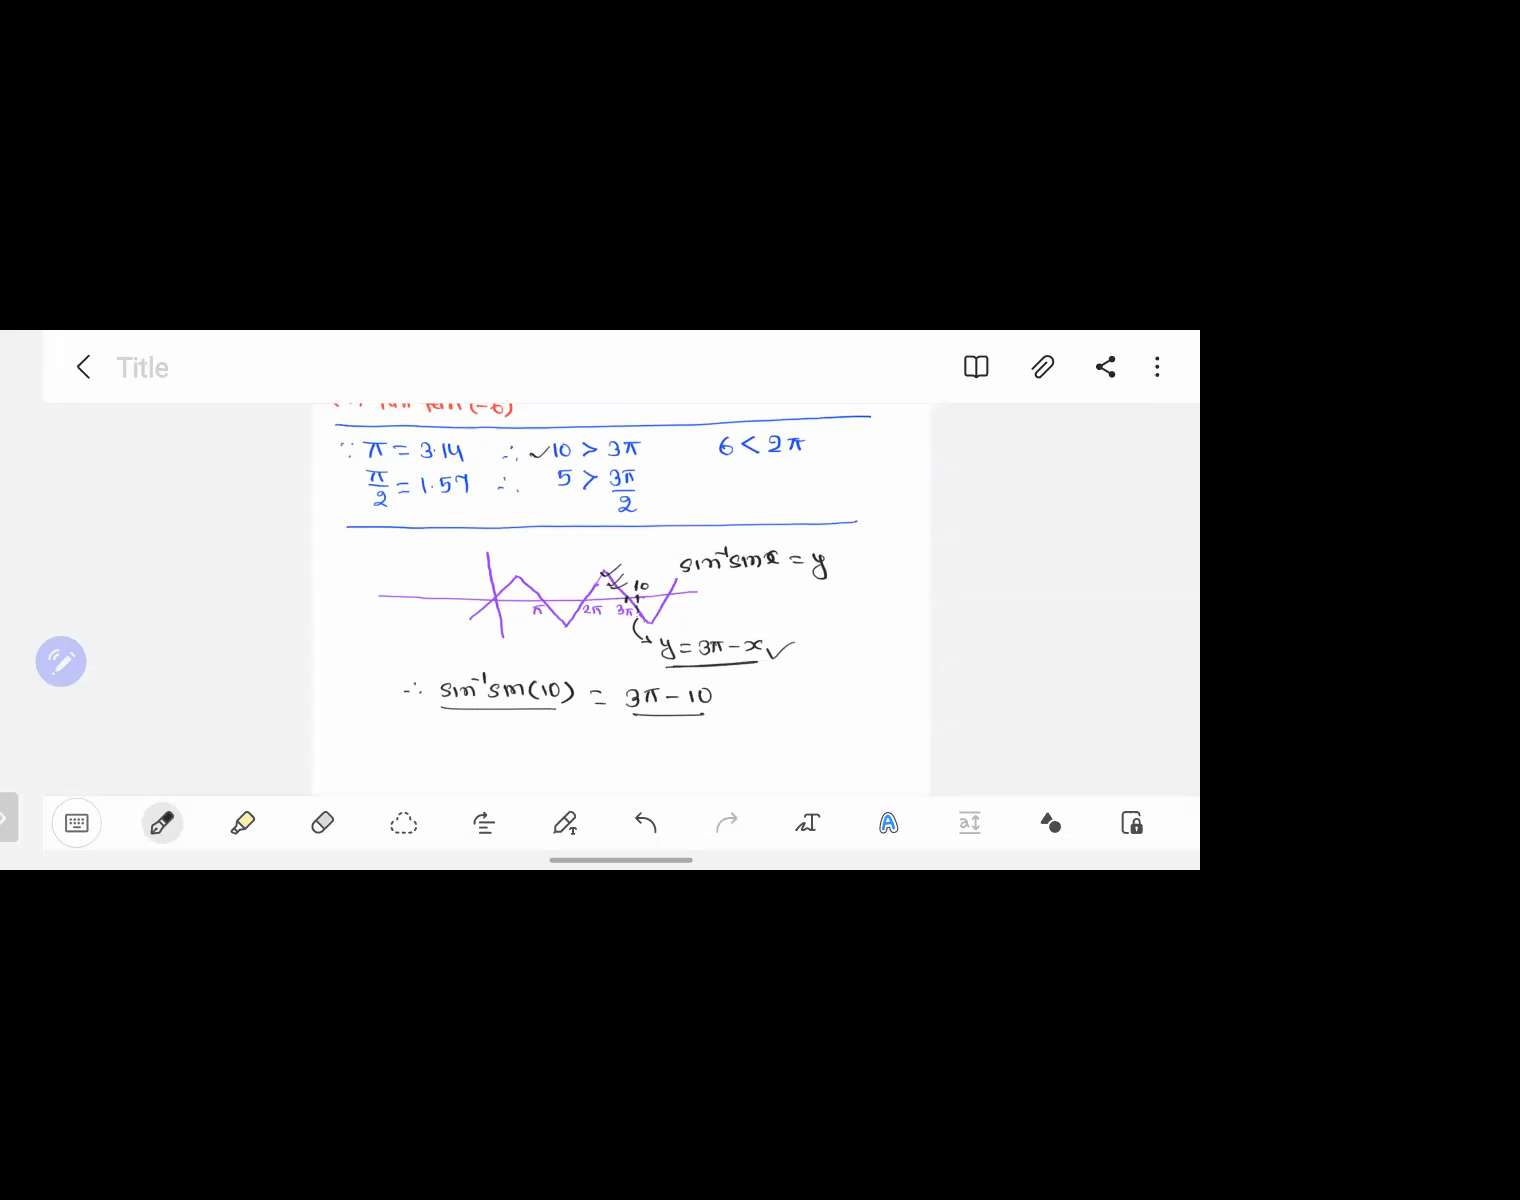 Title
(-6)
∵ π = 3.14 ∴ ✓10 > 3π 6 < 2π
π/2 = 1.57 ∴ 5 > 3π/2
sin⁻¹sinx = y
10
π 2π 3π
y = 3π - x ✓
∴ sin⁻¹sin(10) = 3π - 10